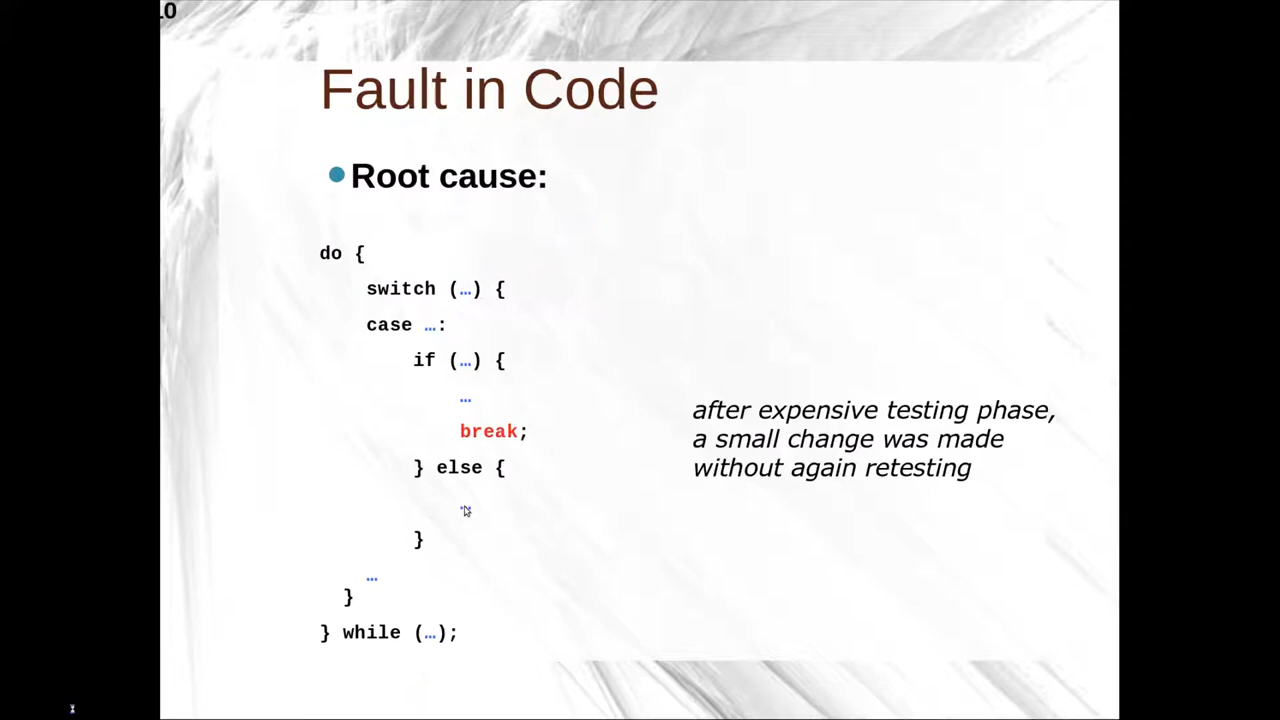 .0
Fault in Code
Root cause:
do {
switch (…) {
case …:
if (…) {
…
break;
} else {
…
}
…
}
} while (…);
after expensive testing phase,
a small change was made
without again retesting